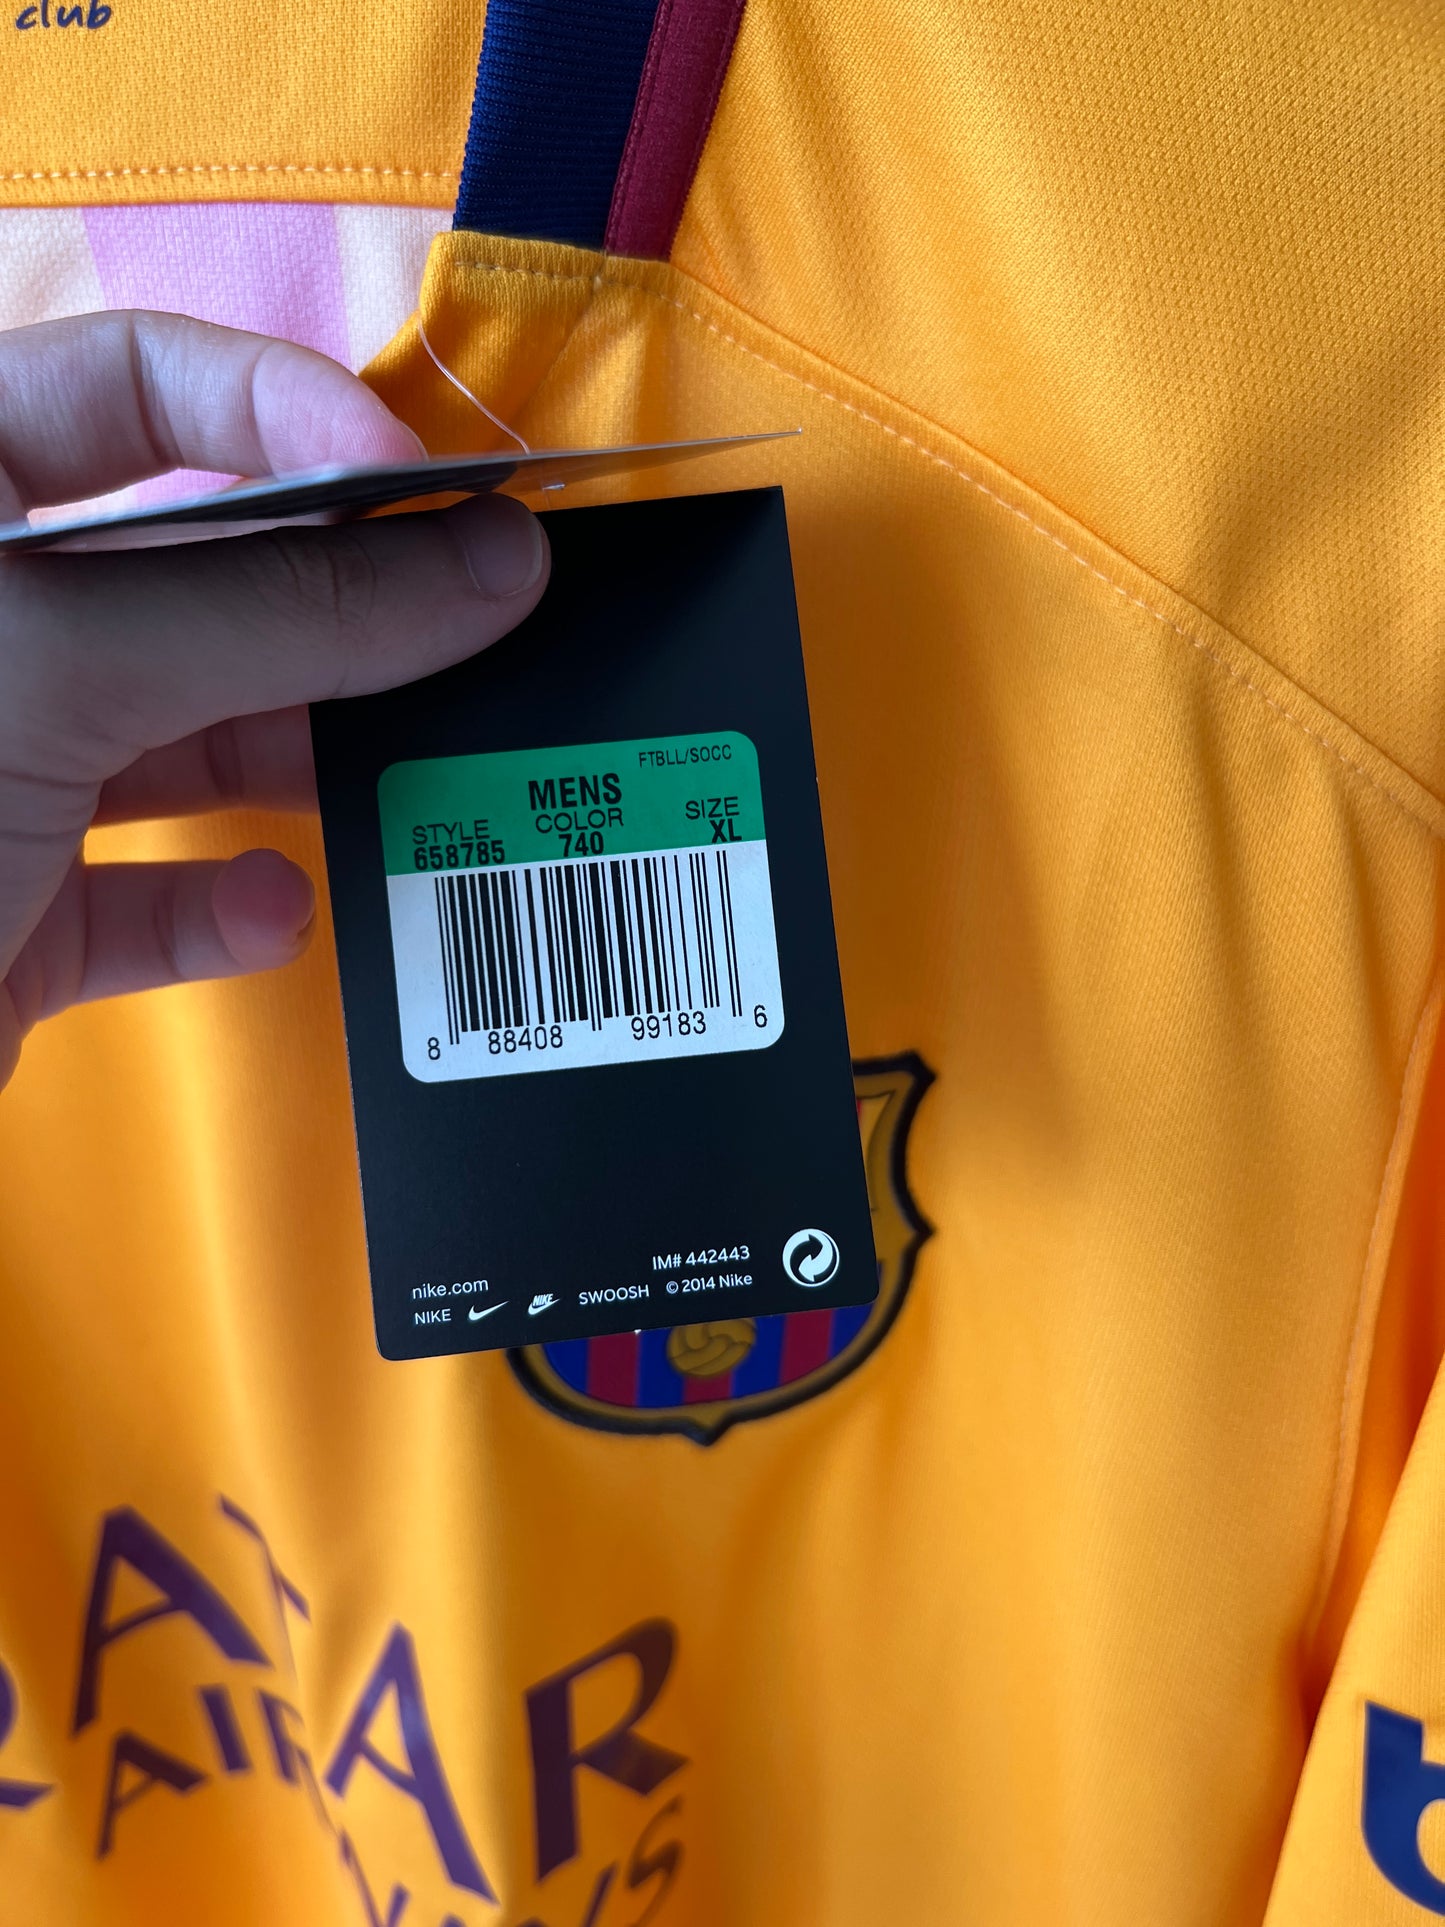 club
FTBLL/SOCC
MENS
STYLE COLOR SIZE
658785 740 XL
8 88408 99183 6
IM# 442443
nike.com
NIKE NIKE SWOOSH © 2014 Nike